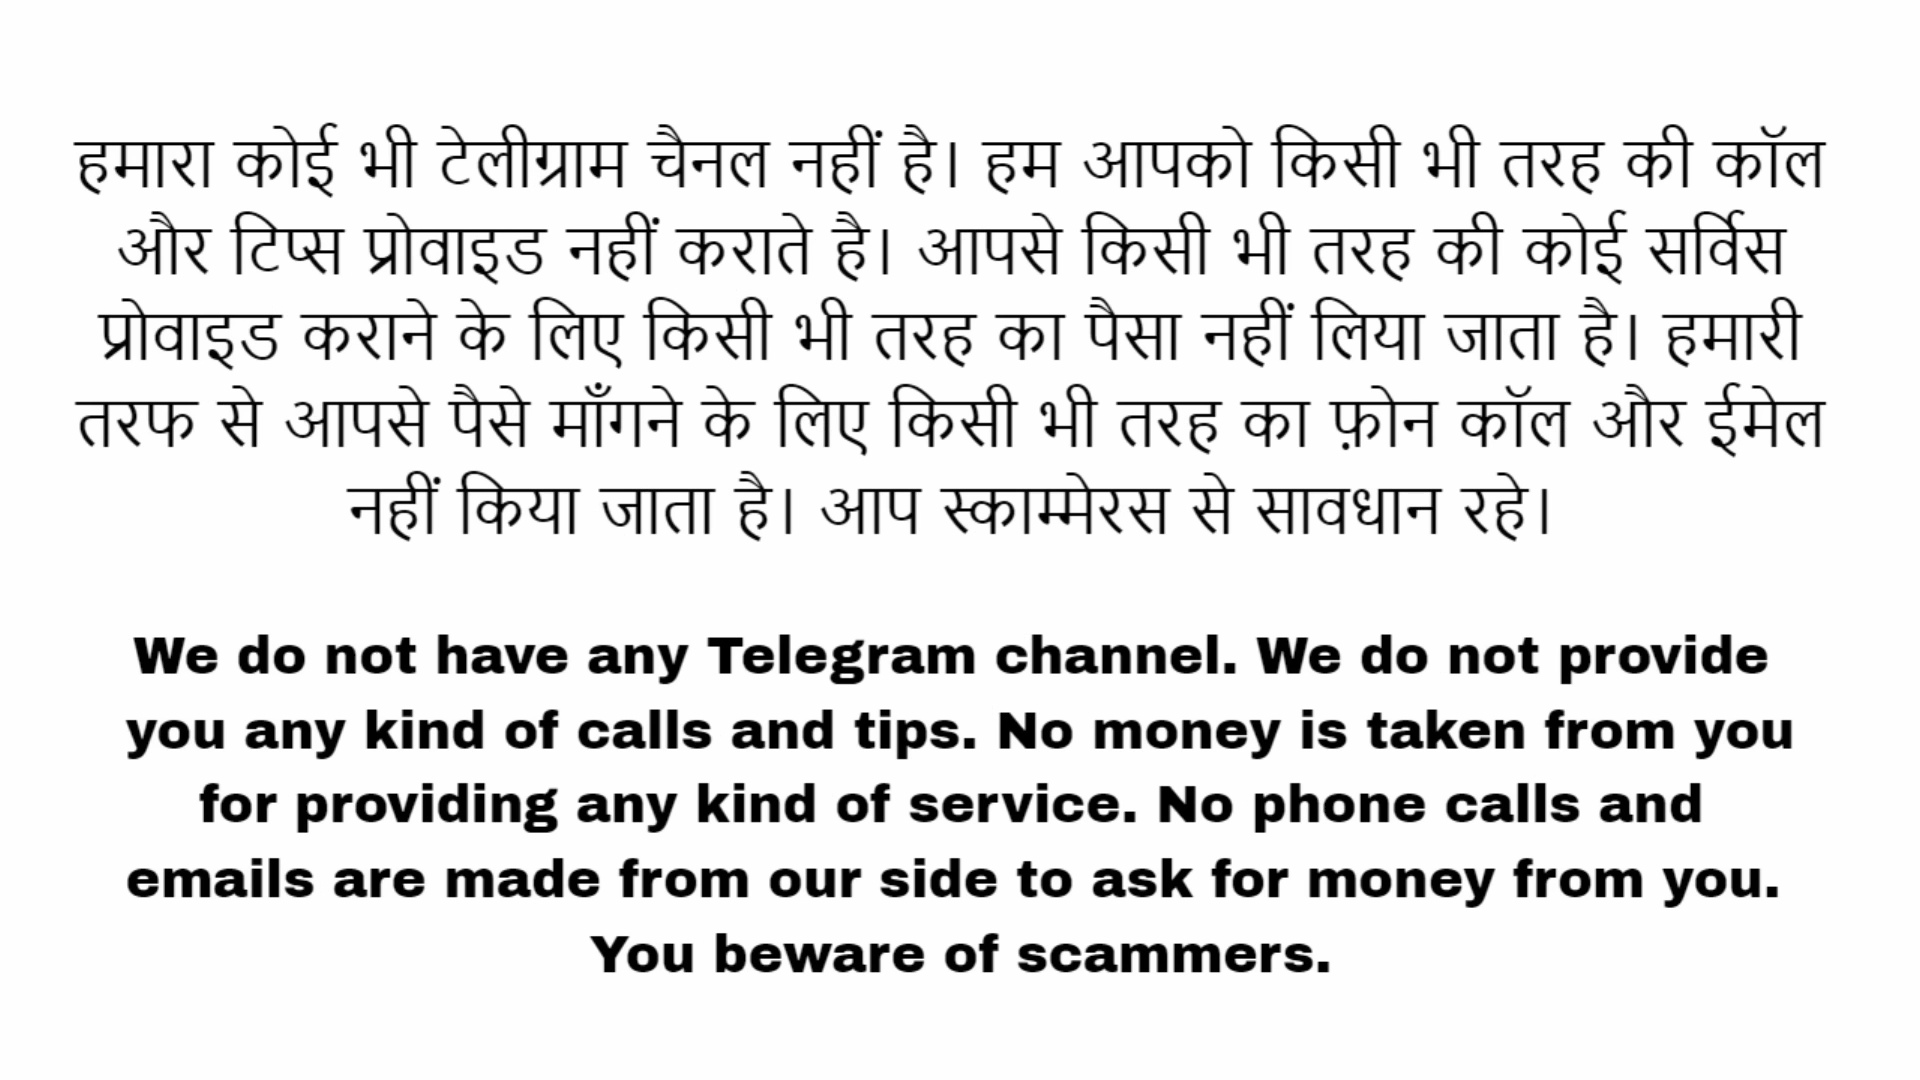 हमारा कोई भी टेलीग्राम चैनल नहीं है। हम आपको किसी भी तरह की कॉल
और टिप्स प्रोवाइड नहीं कराते है। आपसे किसी भी तरह की कोई सर्विस
प्रोवाइड कराने के लिए किसी भी तरह का पैसा नहीं लिया जाता है। हमारी
तरफ से आपसे पैसे माँगने के लिए किसी भी तरह का फ़ोन कॉल और ईमेल
नहीं किया जाता है। आप स्काम्मेरस से सावधान रहे।
We do not have any Telegram channel. We do not provide
you any kind of calls and tips. No money is taken from you
for providing any kind of service. No phone calls and
emails are made from our side to ask for money from you.
You beware of scammers.